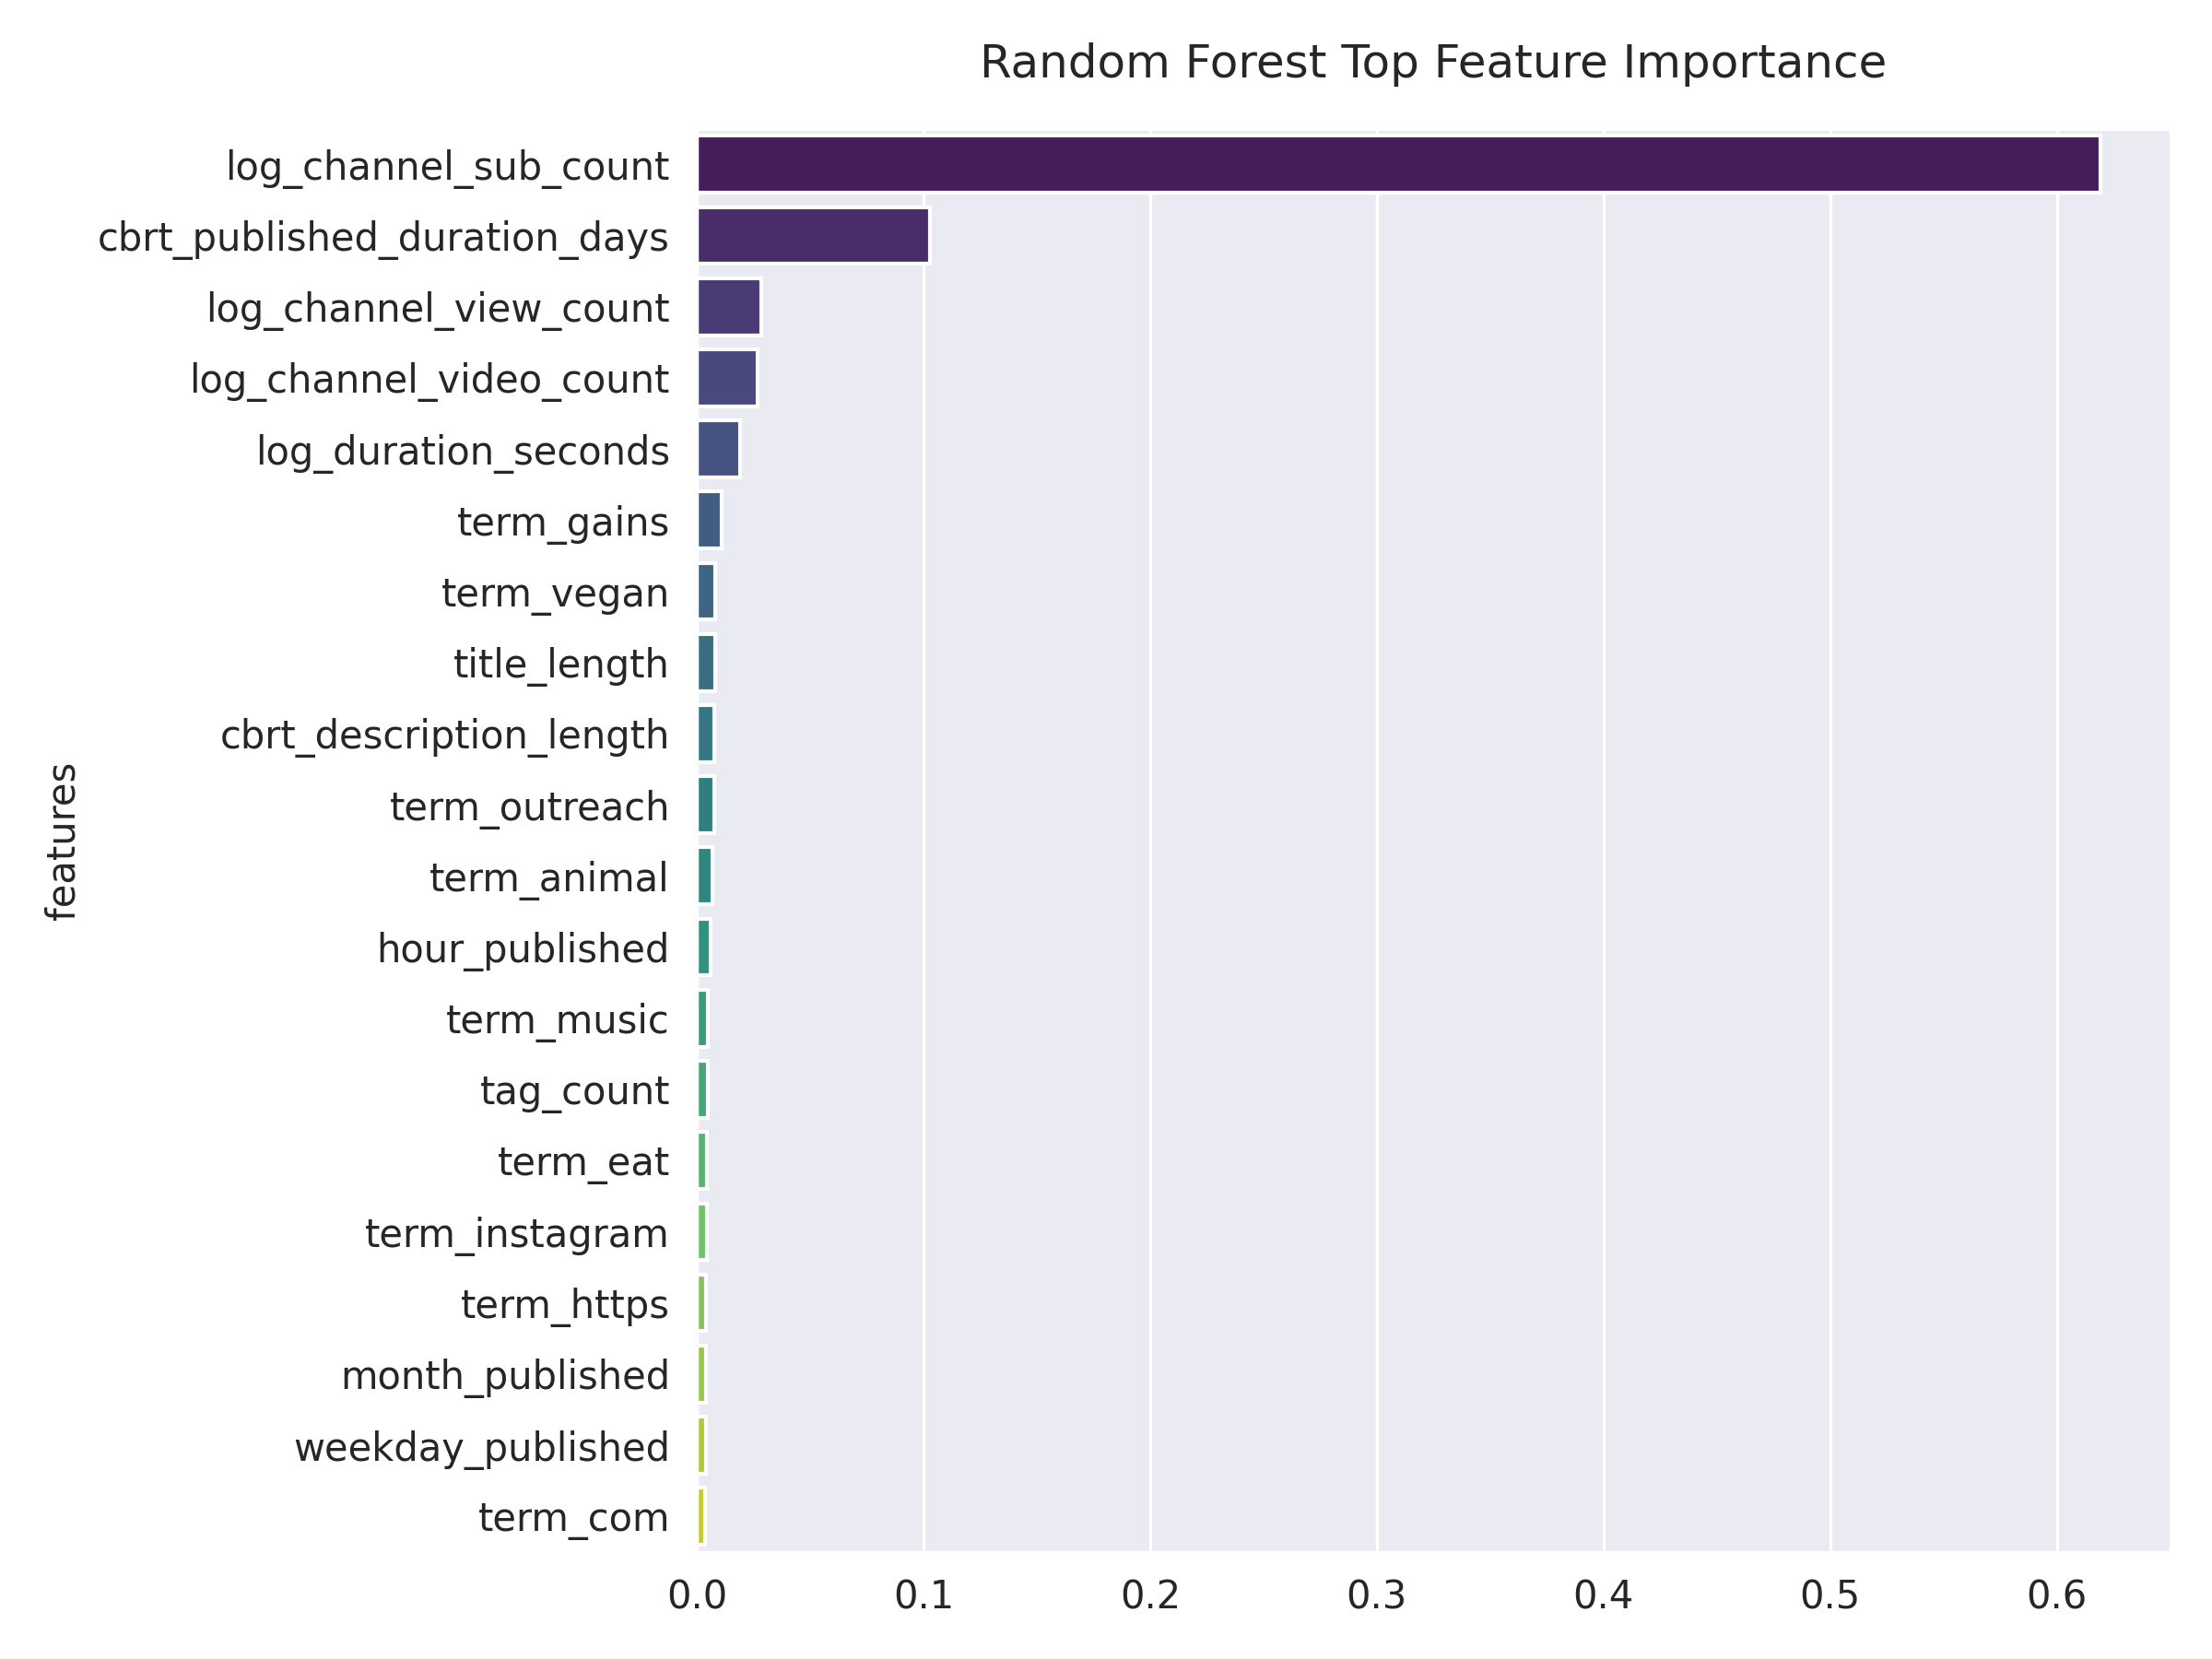 Random Forest Top Feature Importance
log_channel_sub_count
cbrt_published_duration_days
log_channel_view_count
log_channel_video_count
log_duration_seconds
term_gains
term_vegan
title_length
cbrt_description_length
term_outreach
term_animal
hour_published
term_music
tag_count
term_eat
term_instagram
term_https
month_published
weekday_published
term_com
features
0.0 0.1 0.2 0.3 0.4 0.5 0.6